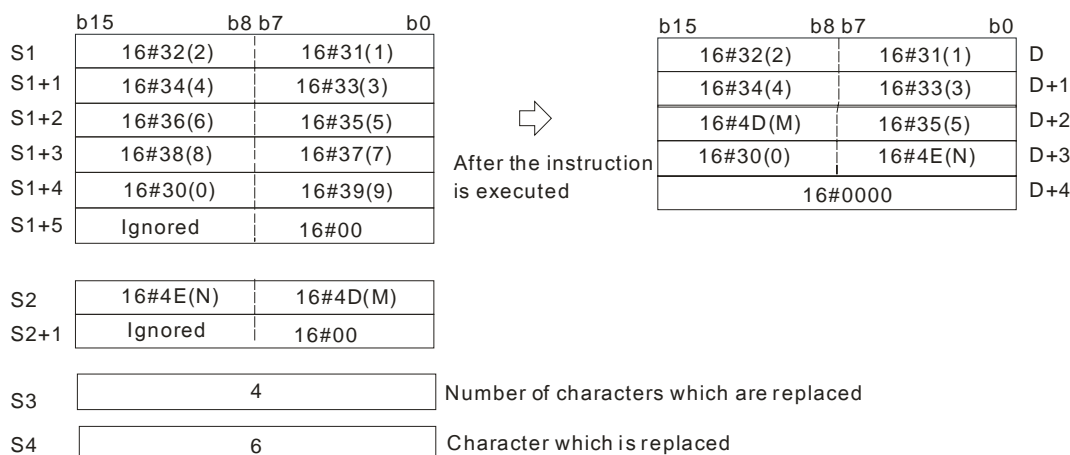 b15 b8 b7 b0
S1 16#32(2) 16#31(1)
S1+1 16#34(4) 16#33(3)
S1+2 16#36(6) 16#35(5)
S1+3 16#38(8) 16#37(7)
S1+4 16#30(0) 16#39(9)
S1+5 Ignored 16#00
After the instruction
is executed
b15 b8 b7 b0
16#32(2) 16#31(1) D
16#34(4) 16#33(3) D+1
16#4D(M) 16#35(5) D+2
16#30(0) 16#4E(N) D+3
16#0000 D+4
S2 16#4E(N) 16#4D(M)
S2+1 Ignored 16#00
S3 4 Number of characters which are replaced
S4 6 Character which is replaced